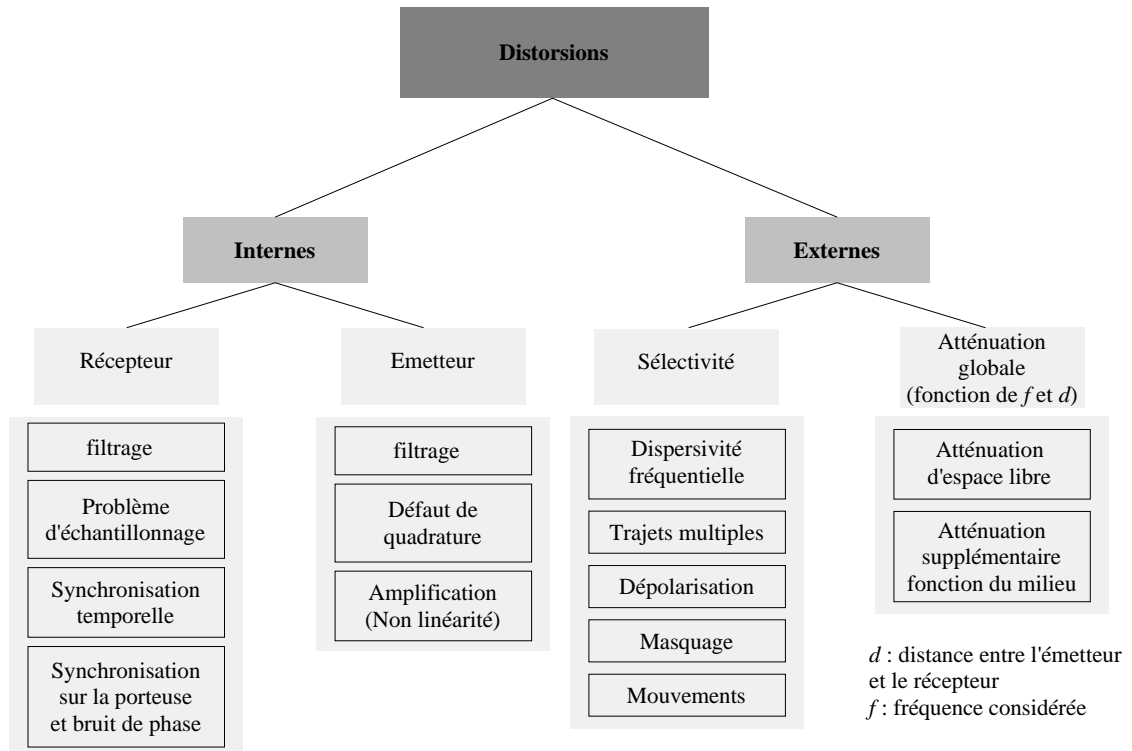 Distorsions
Internes
Externes
Récepteur
Emetteur
Sélectivité
Atténuation
globale
(fonction de f et d)
filtrage
Problème
d'échantillonnage
Synchronisation
temporelle
Synchronisation
sur la porteuse
et bruit de phase
filtrage
Défaut de
quadrature
Amplification
(Non linéarité)
Dispersivité
fréquentielle
Trajets multiples
Dépolarisation
Masquage
Mouvements
Atténuation
d'espace libre
Atténuation
supplémentaire
fonction du milieu
d : distance entre l'émetteur
et le récepteur
f : fréquence considérée